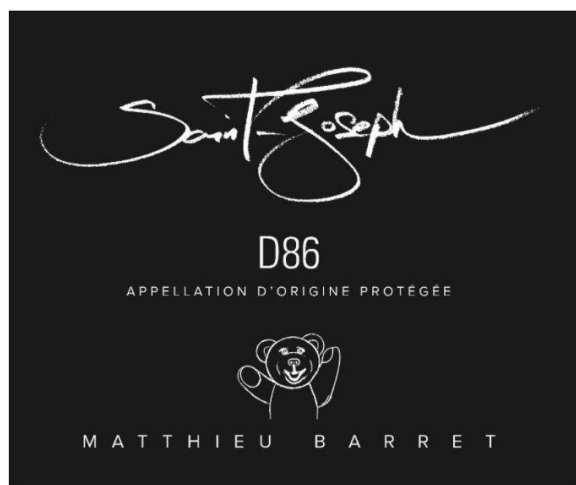 Saint-Joseph
D86
APPELLATION D'ORIGINE PROTÉGÉE
MATTHIEU BARRET